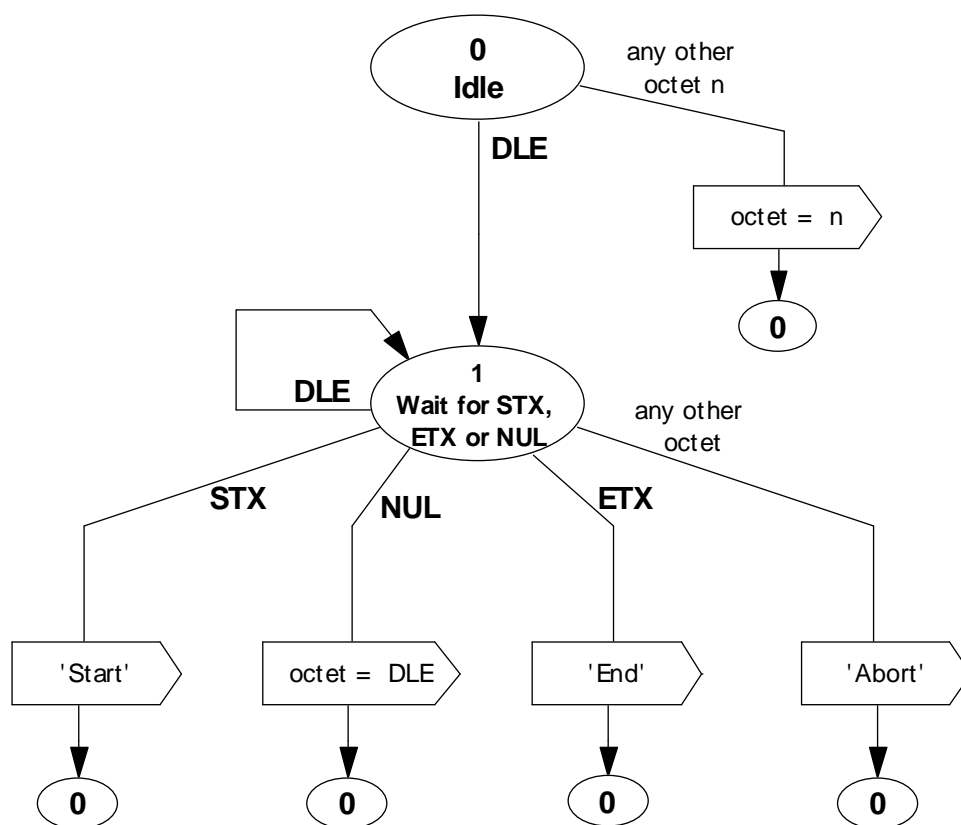 0
Idle
any other
octet n
DLE
octet = n
0
DLE
1
Wait for STX,
ETX or NUL
any other
octet
STX
NUL
ETX
'Start'
octet = DLE
'End'
'Abort'
0
0
0
0